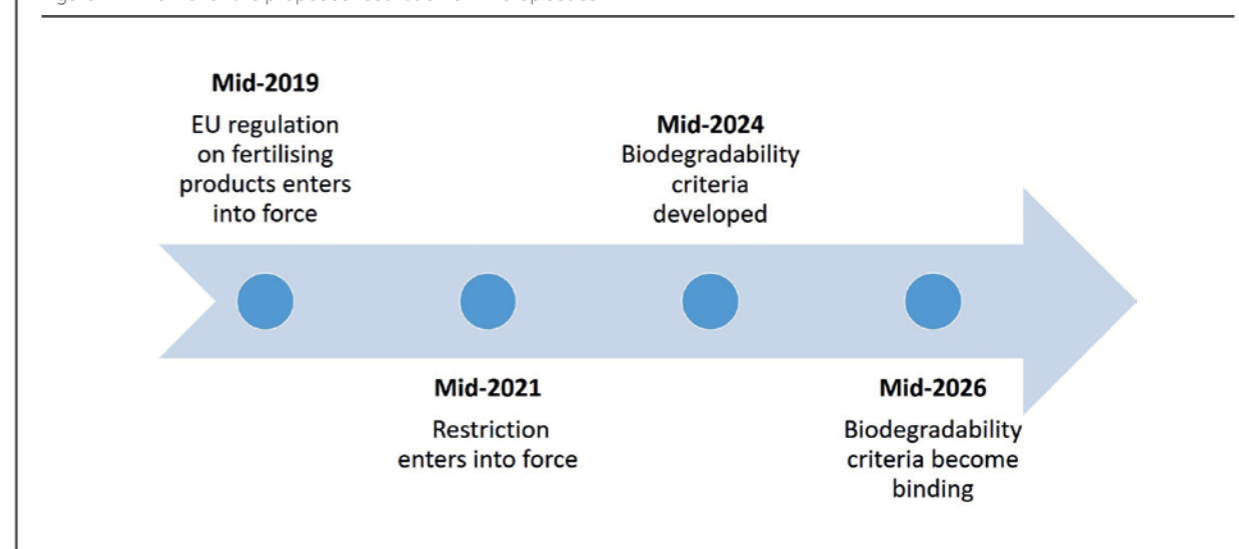 Mid-2019
EU regulation
on fertilising
products enters
into force
Mid-2021
Restriction
enters into force
Mid-2024
Biodegradability
criteria
developed
Mid-2026
Biodegradability
criteria become
binding